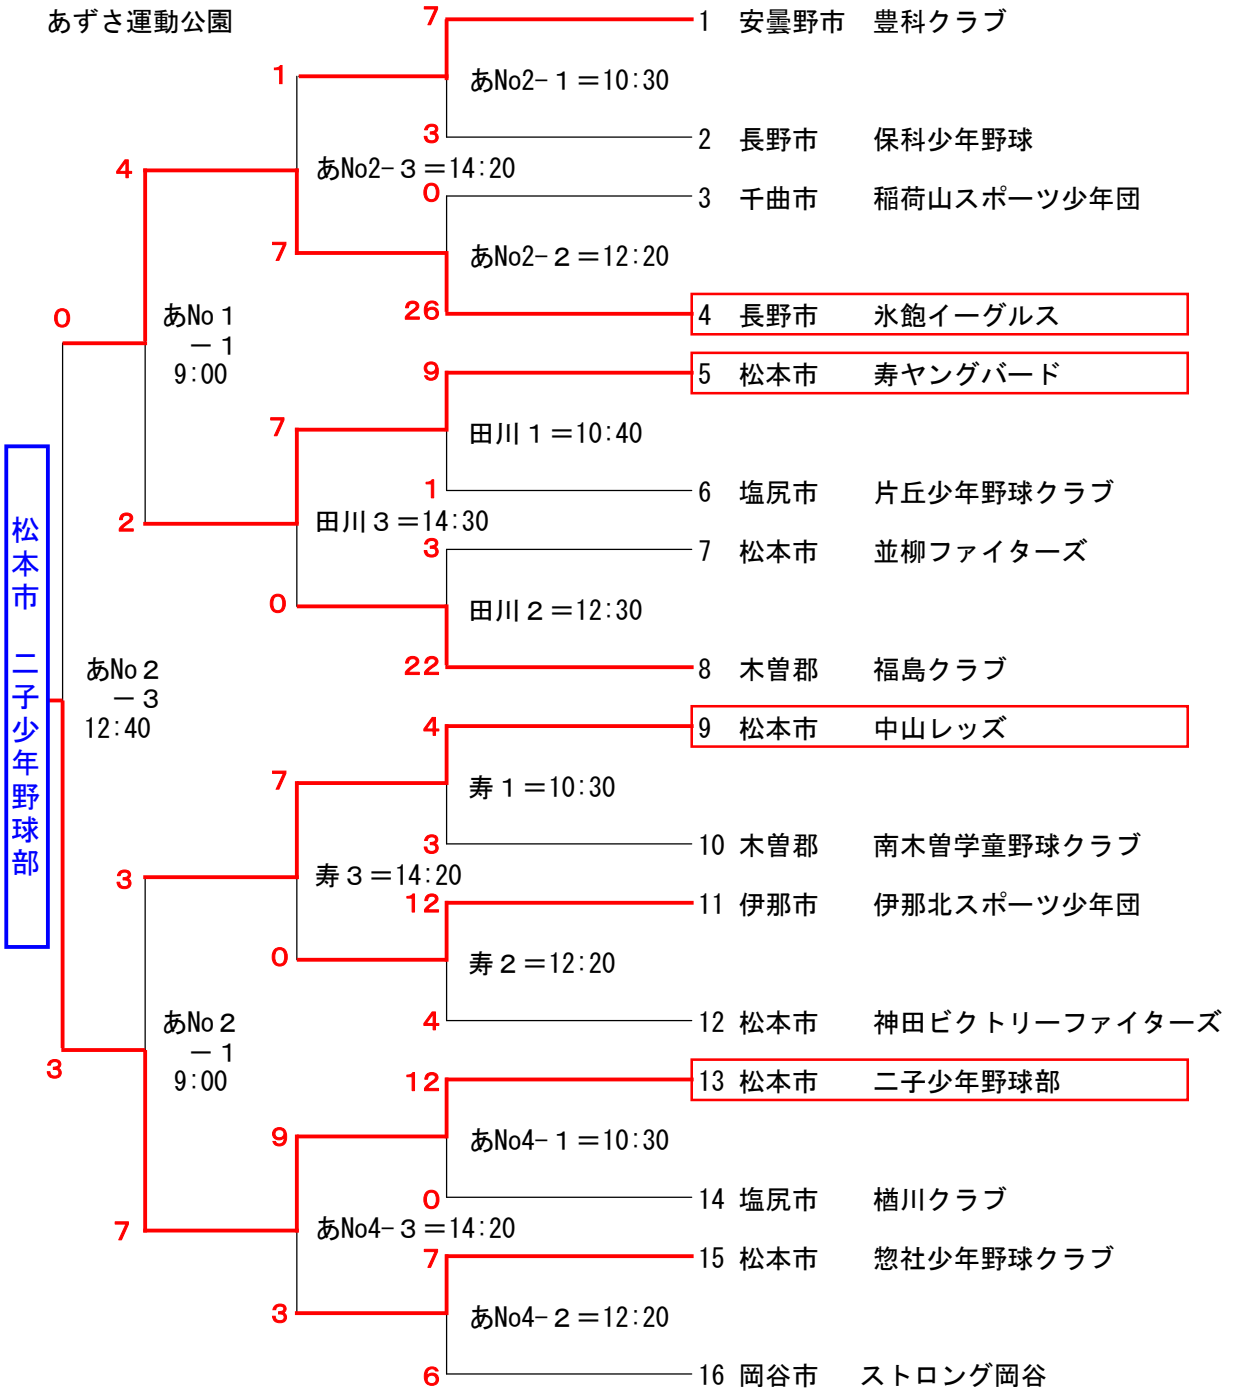 あずさ運動公園
7
1 安曇野市 豊科クラブ
1
あNo2-1＝10:30
3
2 長野市 保科少年野球
4
あNo2-3＝14:20
0
3 千曲市 稲荷山スポーツ少年団
7
あNo2-2＝12:20
26
4 長野市 氷鉋イーグルス
0
あNo1
－1
9:00
9
5 松本市 寿ヤングバード
7
田川1＝10:40
1
6 塩尻市 片丘少年野球クラブ
2
田川3＝14:30
3
7 松本市 並柳ファイターズ
0
田川2＝12:30
22
8 木曽郡 福島クラブ
松本市 二子少年野球部
あNo2
－3
12:40
4
9 松本市 中山レッズ
7
寿1＝10:30
3
10 木曽郡 南木曽学童野球クラブ
3
寿3＝14:20
12
11 伊那市 伊那北スポーツ少年団
0
寿2＝12:20
4
12 松本市 神田ビクトリーファイターズ
3
あNo2
－1
9:00
12
13 松本市 二子少年野球部
9
あNo4-1＝10:30
0
14 塩尻市 楢川クラブ
7
あNo4-3＝14:20
7
15 松本市 惣社少年野球クラブ
3
あNo4-2＝12:20
6
16 岡谷市 ストロング岡谷